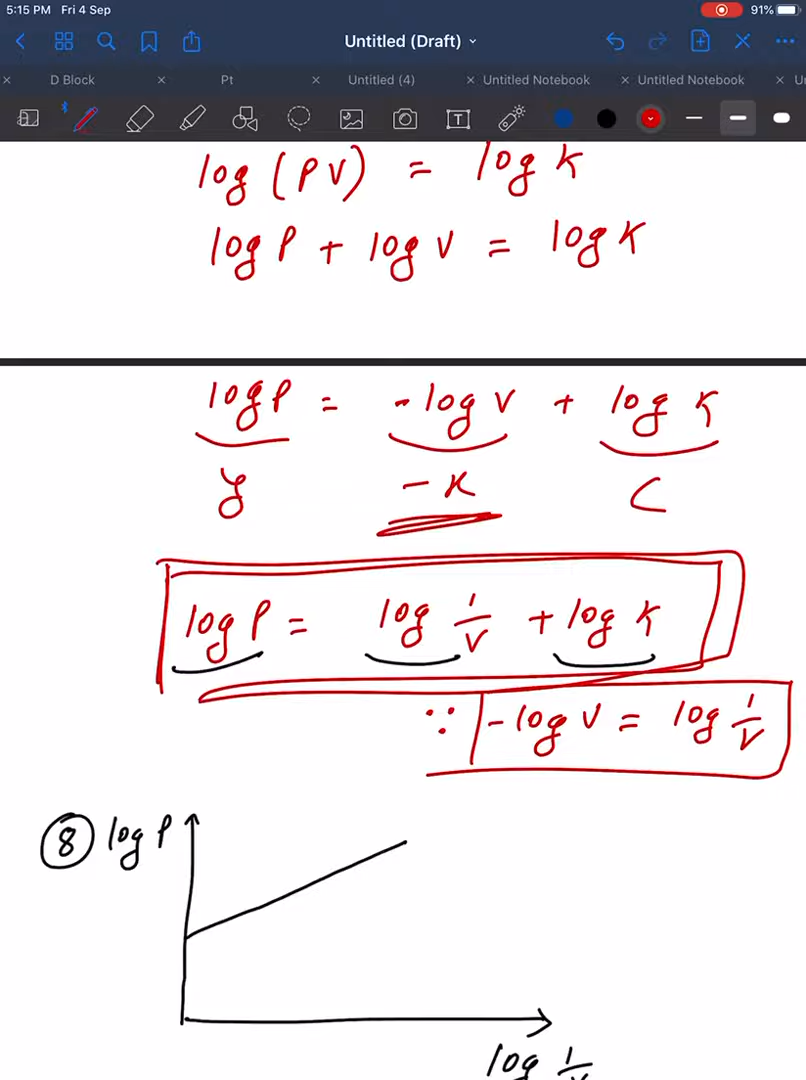 5:15 PM Fri 4 Sep 91%
Untitled (Draft)
D Block Pt Untitled (4) Untitled Notebook Untitled Notebook
log (PV) = log K
log P + log V = log K
log P = - log V + log K
y - x C
log P = log 1/V + log K
∵ - log V = log 1/V
8 log P
log 1/V